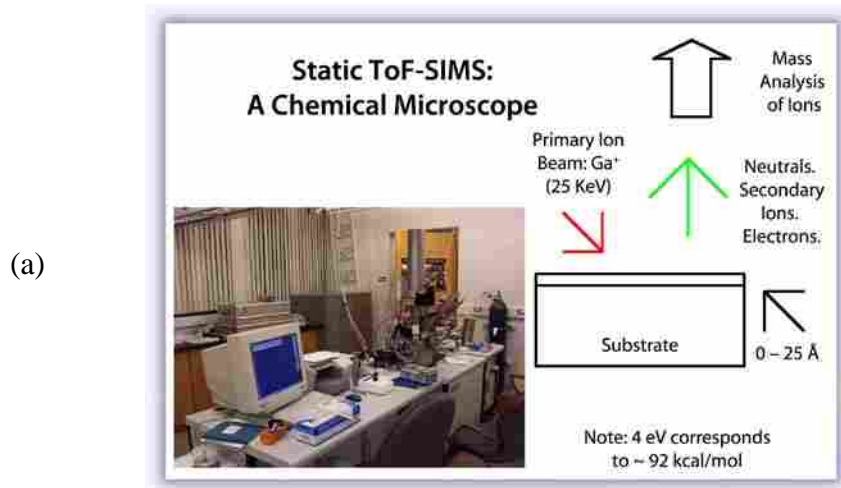 (a)
Static ToF-SIMS:
A Chemical Microscope
Mass
Analysis
of Ions
Primary Ion
Beam: Ga⁺
(25 KeV)
Neutrals.
Secondary
Ions.
Electrons.
Substrate
0 – 25 Å
Note: 4 eV corresponds
to ~ 92 kcal/mol